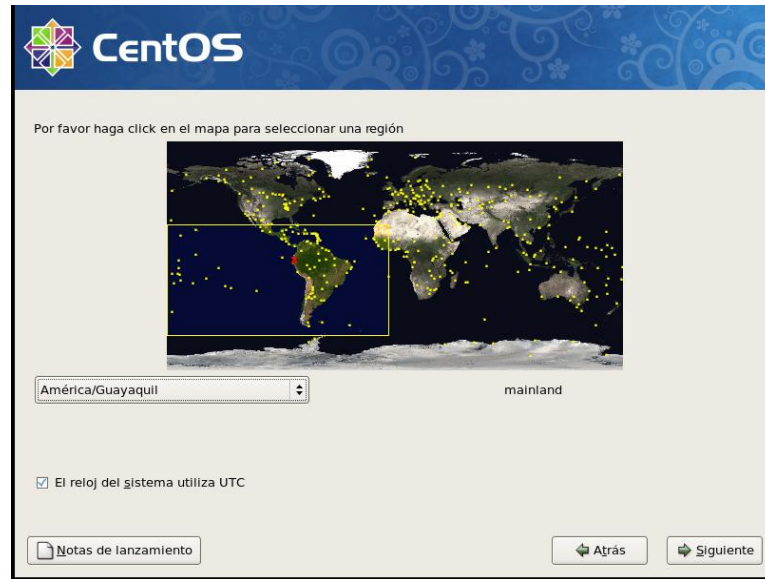 CentOS
Por favor haga click en el mapa para seleccionar una región
América/Guayaquil
mainland
El reloj del sistema utiliza UTC
Notas de lanzamiento
Atrás
Siguiente